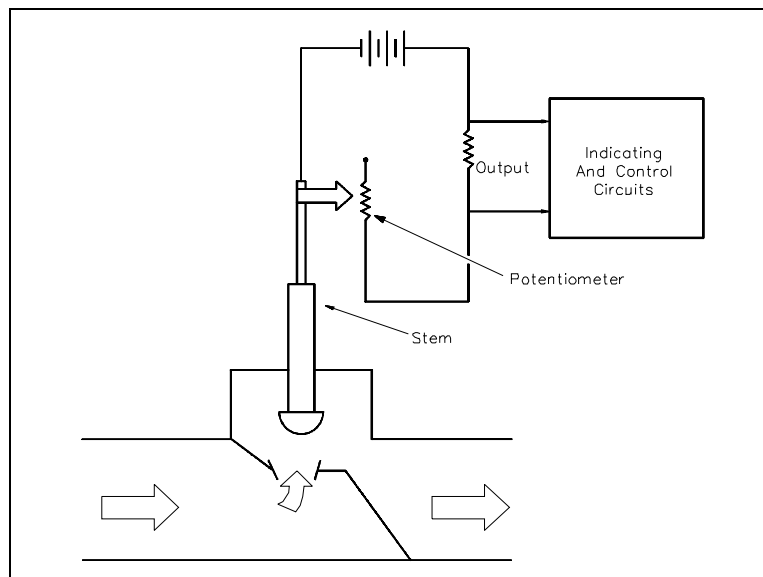 Indicating
And Control
Circuits
Output
Potentiometer
Stem